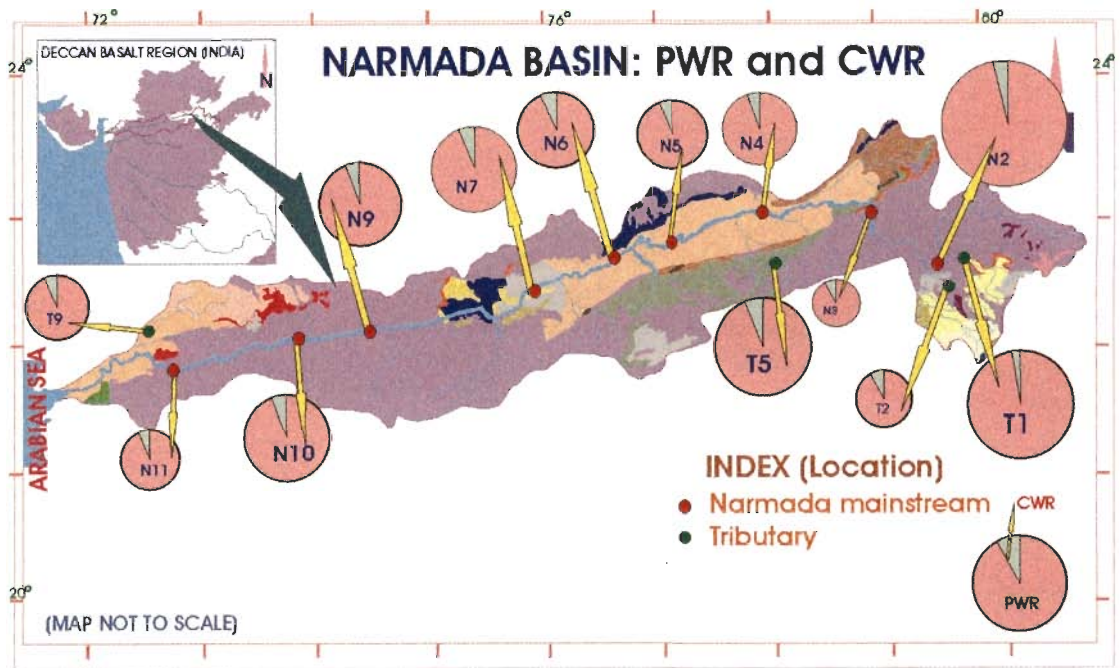 72°
76°
80°
DECCAN BASALT REGION (INDIA)
NARMADA BASIN: PWR and CWR
24°
24°
N
N6
N5
N4
N2
N7
N9
T9
N3
T5
T2
T1
N11
N10
ARABIAN SEA
INDEX (Location)
Narmada mainstream
CWR
Tributary
PWR
20°
(MAP NOT TO SCALE)